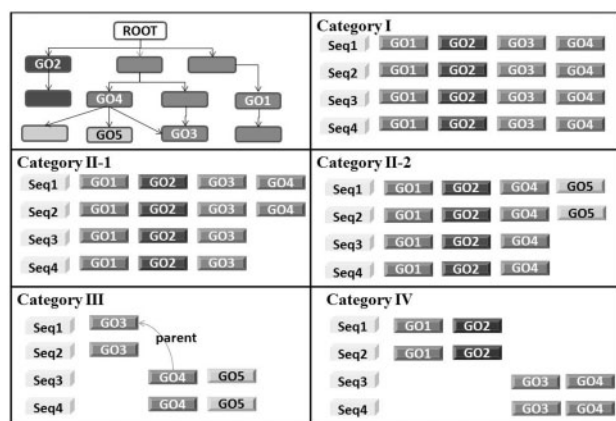 ROOT
GO2
GO4
GO1
GO5
GO3
Category I
Seq1 GO1 GO2 GO3 GO4
Seq2 GO1 GO2 GO3 GO4
Seq3 GO1 GO2 GO3 GO4
Seq4 GO1 GO2 GO3 GO4
Category II-1
Seq1 GO1 GO2 GO3 GO4
Seq2 GO1 GO2 GO3 GO4
Seq3 GO1 GO2 GO3
Seq4 GO1 GO2 GO3
Category II-2
Seq1 GO1 GO2 GO4 GO5
Seq2 GO1 GO2 GO4 GO5
Seq3 GO1 GO2 GO4
Seq4 GO1 GO2 GO4
Category III
Seq1 GO3
parent
Seq2 GO3
Seq3 GO4 GO5
Seq4 GO4 GO5
Category IV
Seq1 GO1 GO2
Seq2 GO1 GO2
Seq3 GO3 GO4
Seq4 GO3 GO4